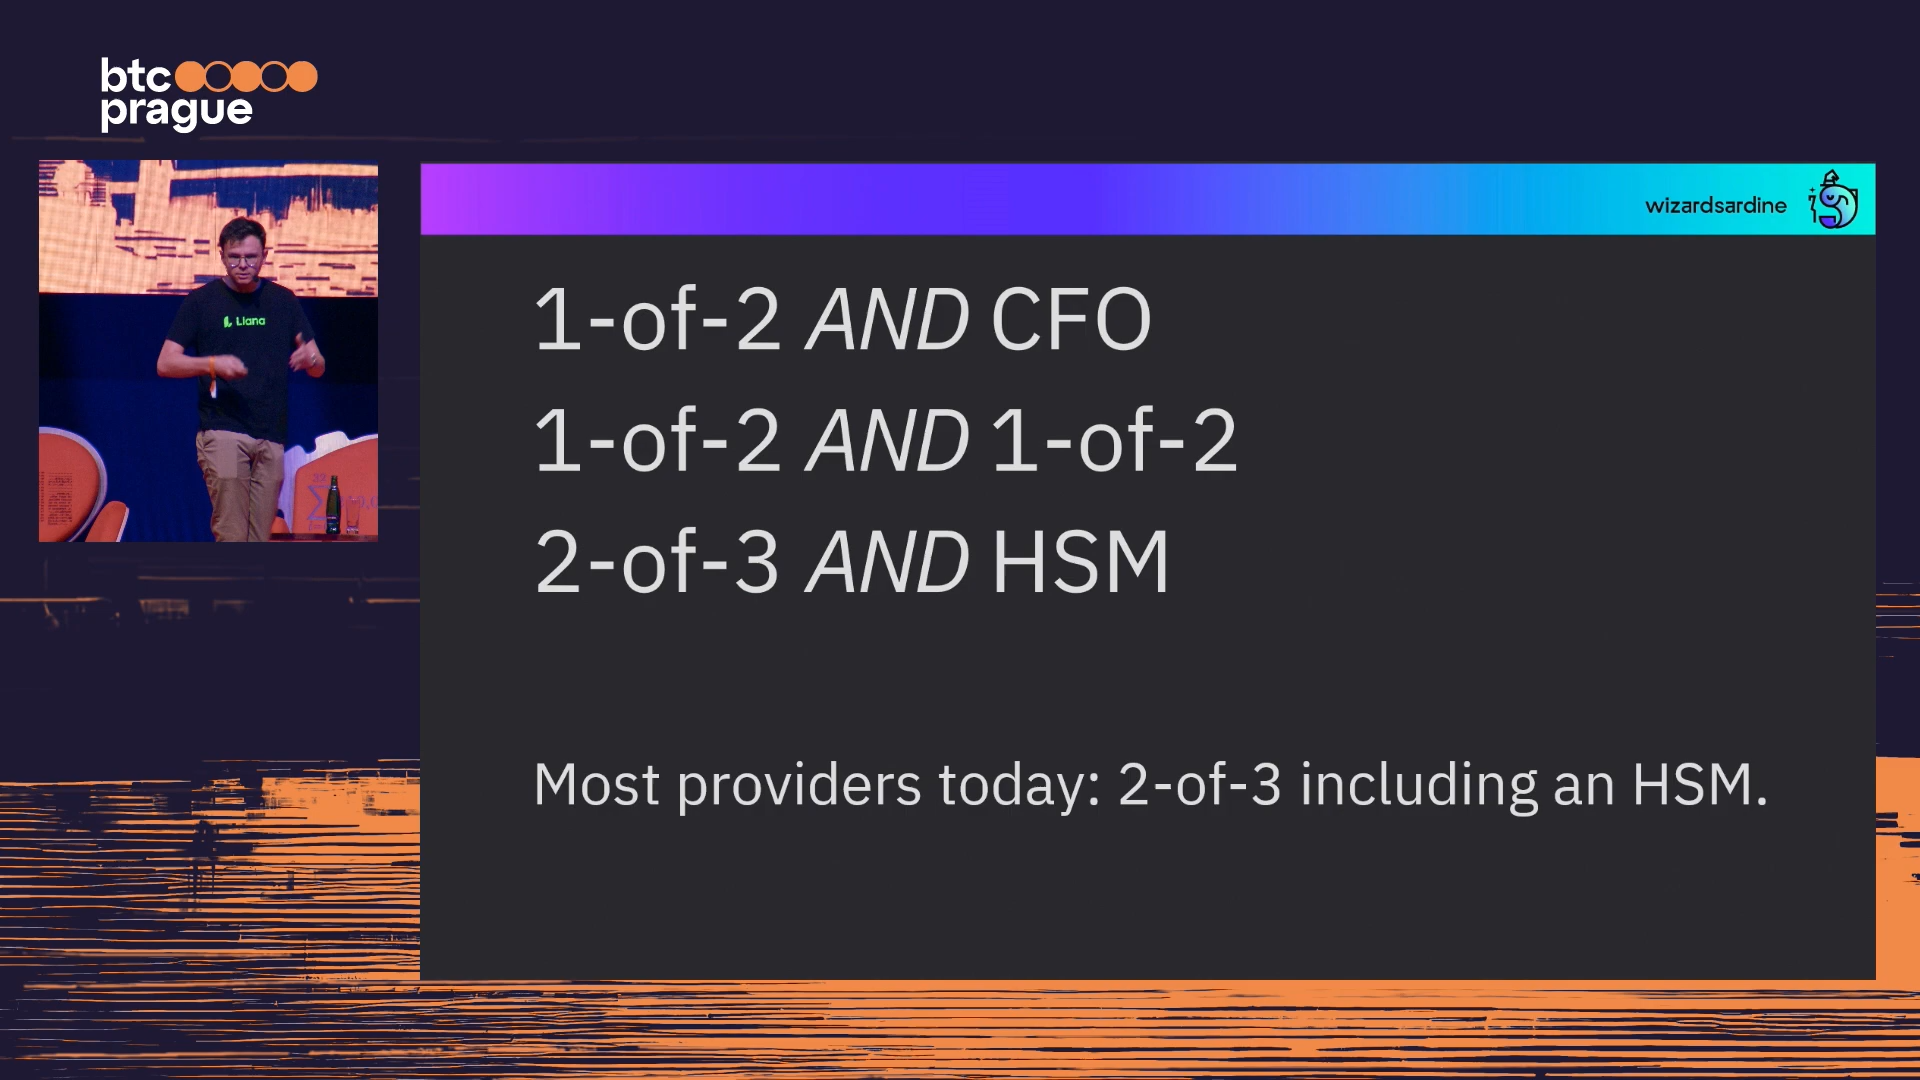 btc
prague
Liana
wizardsardine
1-of-2 AND CFO
1-of-2 AND 1-of-2
2-of-3 AND HSM
Most providers today: 2-of-3 including an HSM.